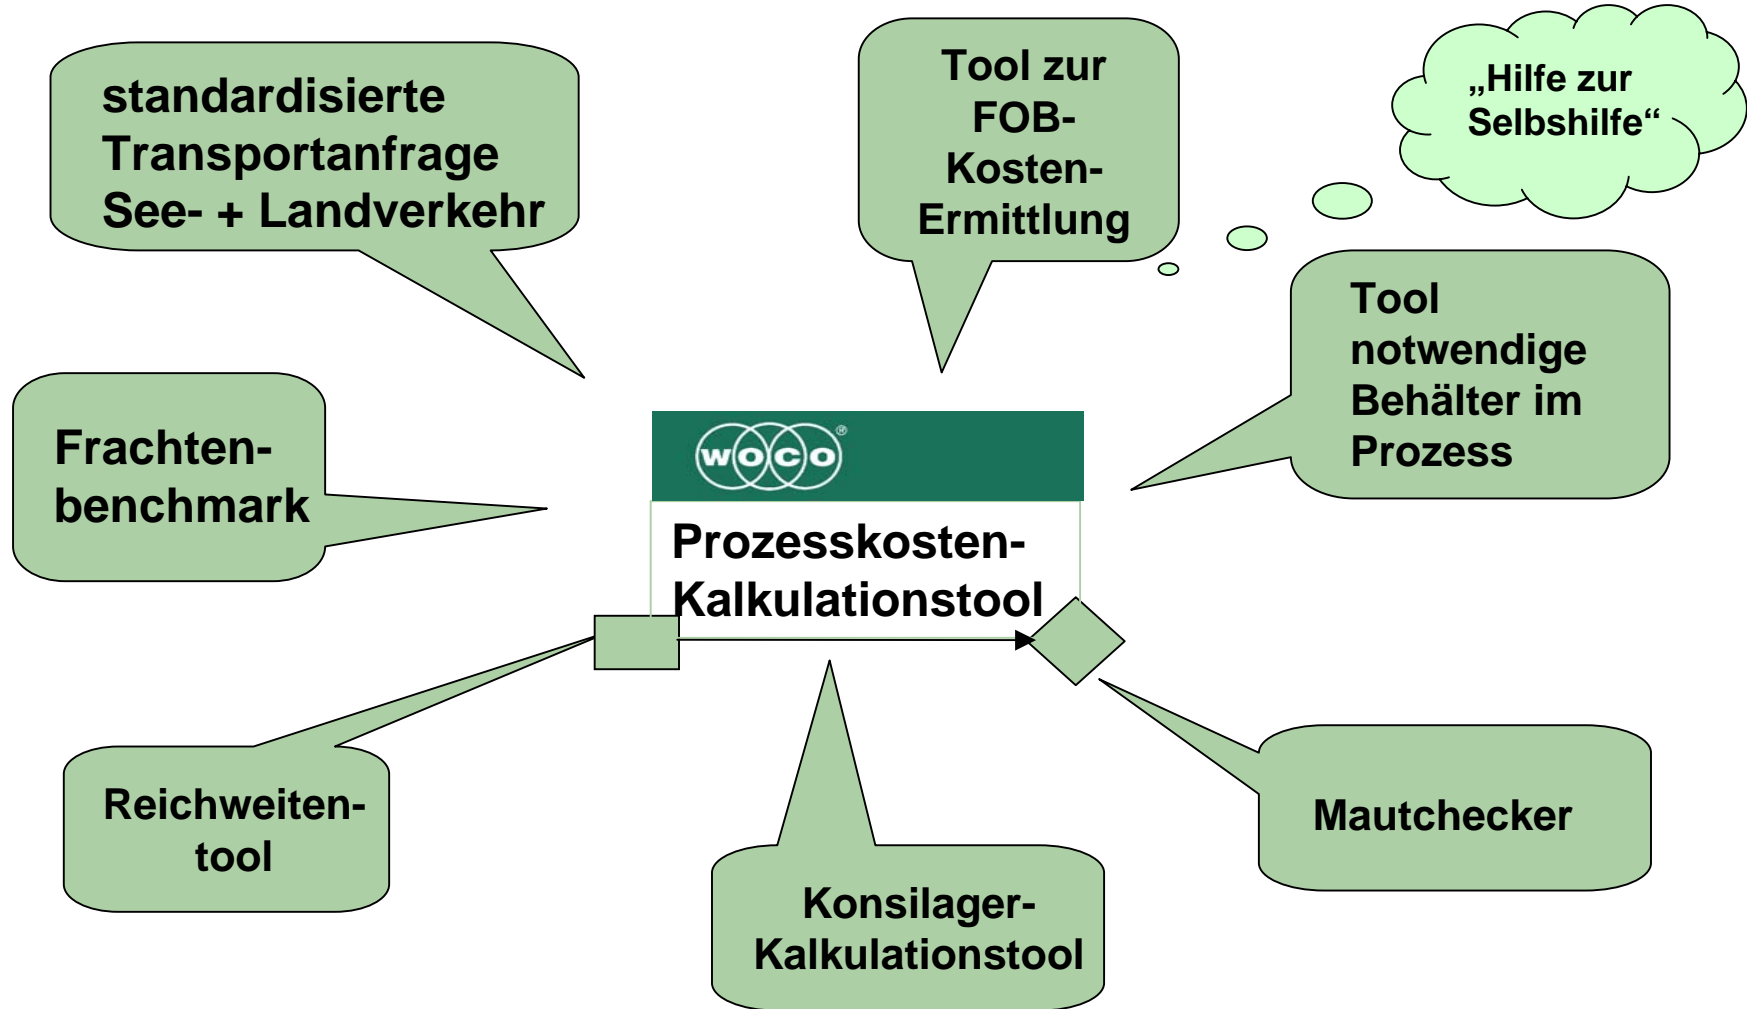 standardisierte
Transportanfrage
See- + Landverkehr
Tool zur
FOB-
Kosten-
Ermittlung
„Hilfe zur
Selbshilfe“
Tool
notwendige
Behälter im
Prozess
Frachten-
benchmark
woco®
Prozesskosten-
Kalkulationstool
Reichweiten-
tool
Konsilager-
Kalkulationstool
Mautchecker